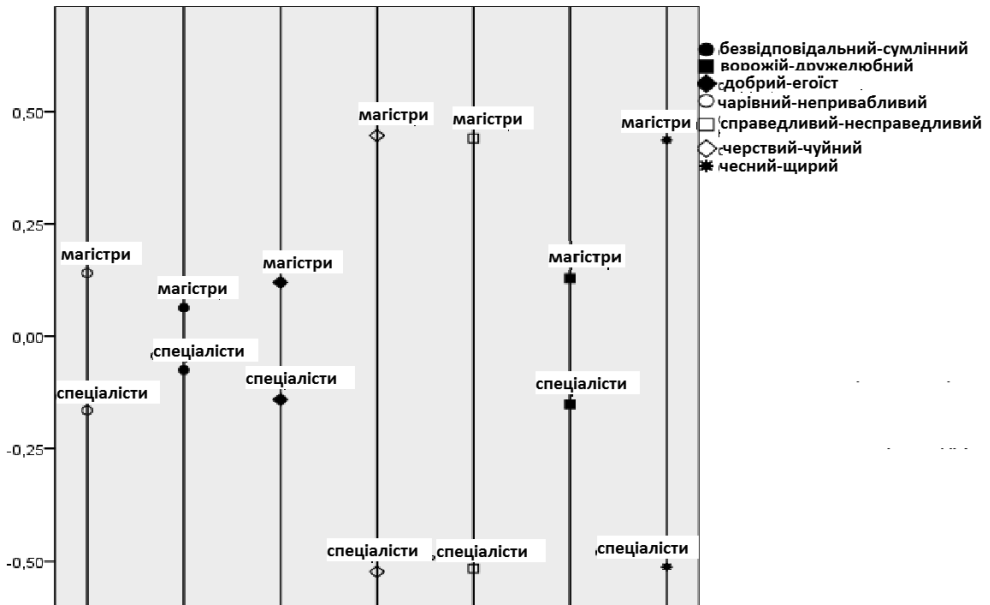 безвідповідальний-сумлінний
ворожій-дружелюбний
добрий-егоїст
чарівний-непривабливий
справедливий-несправедливий
черствий-чуйний
чесний-щирий
0,50
0,25
0,00
-0,25
-0,50
магістри
магістри
магістри
магістри
магістри
магістри
магістри
спеціалісти
спеціалісти
спеціалісти
спеціалісти
спеціалісти
спеціалісти
спеціалісти